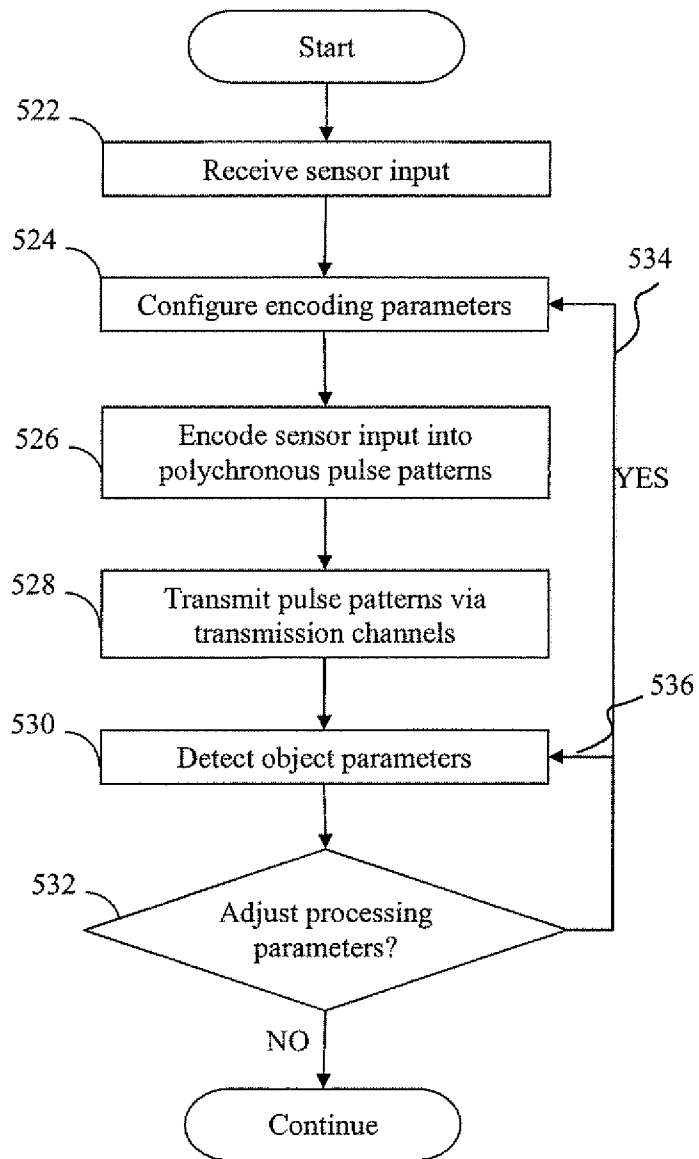 Start
522
Receive sensor input
524
534
Configure encoding parameters
526
Encode sensor input into
polychronous pulse patterns
YES
528
Transmit pulse patterns via
transmission channels
536
530
Detect object parameters
532
Adjust processing
parameters?
NO
Continue